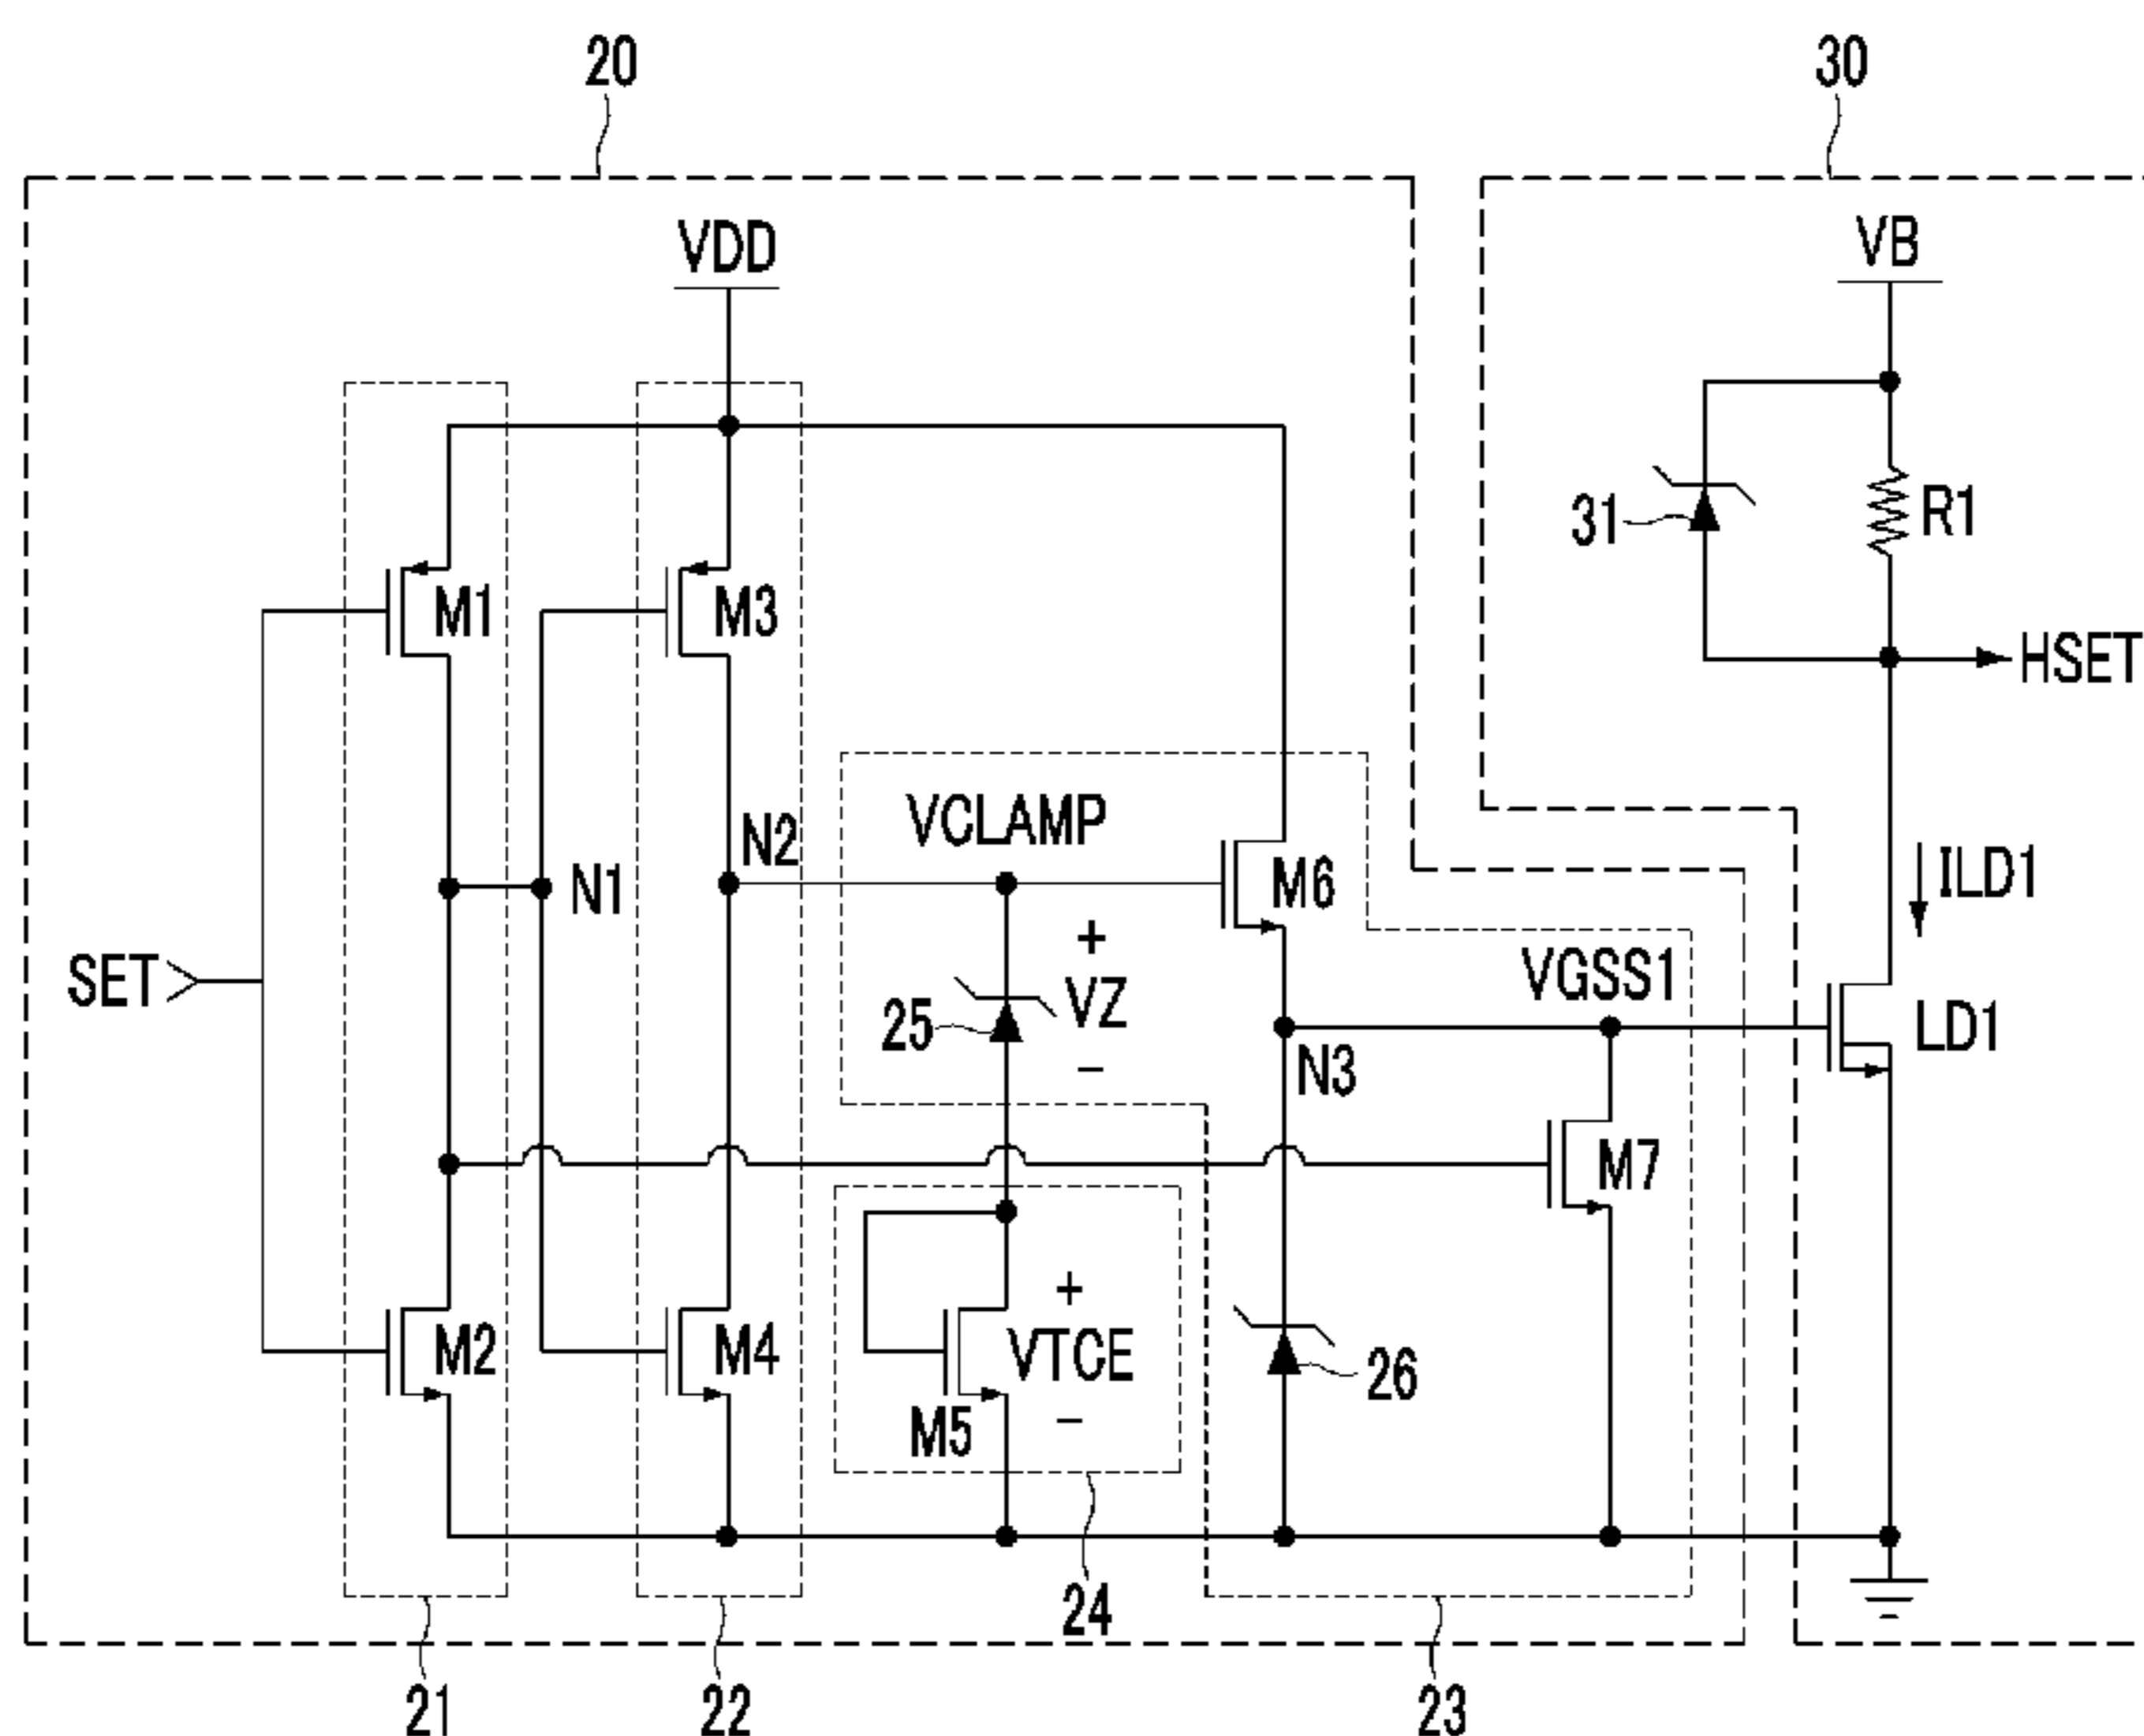 20
30
VDD
VB
M1
M3
31
R1
HSET
N1
N2
VCLAMP
M6
ILD1
SET
25
+
VZ
-
VGSS1
N3
LD1
M7
M2
M4
+
VTCE
-
M5
26
24
21
22
23